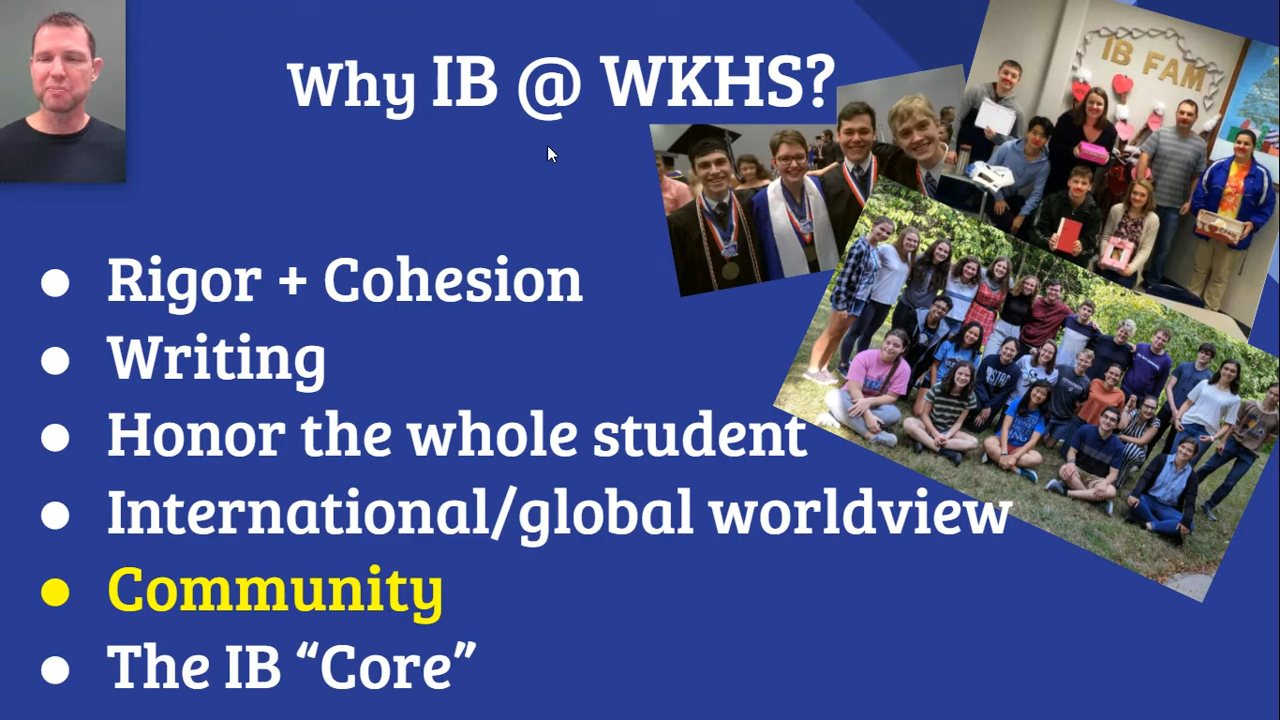 Why IB @ WKHS?
IB FAM
● Rigor + Cohesion
● Writing
● Honor the whole student
● International/global worldview
● Community
● The IB “Core”